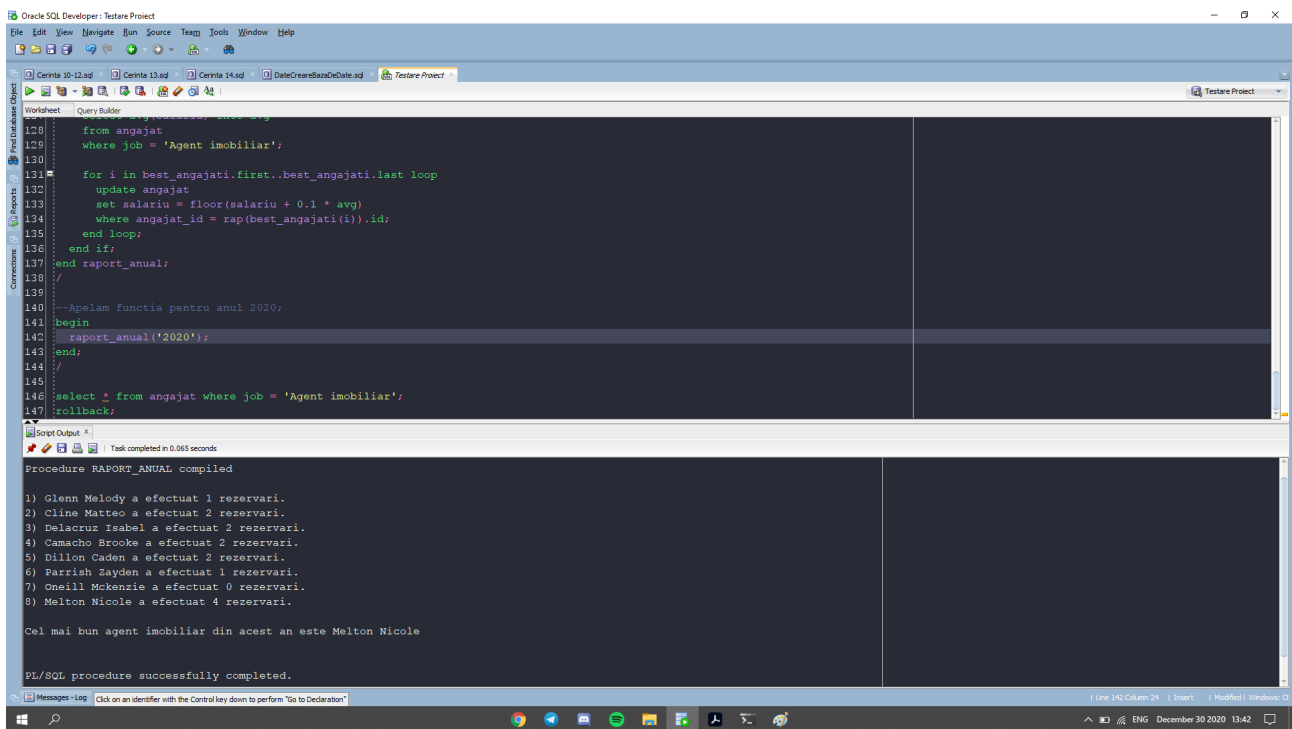 Oracle SQL Developer : Testare Proiect
File Edit View Navigate Run Source Team Tools Window Help
Cerinta 10-12.sql Cerinta 13.sql Cerinta 14.sql DateCreareBazaDeDate.sql Testare Proiect
Testare Proiect
Worksheet Query Builder
Find Database Object
Reports
Connections
128 from angajat
129 where job = 'Agent imobiliar';
130
131 for i in best_angajati.first..best_angajati.last loop
132 update angajat
133 set salariu = floor(salariu + 0.1 * avg)
134 where angajat_id = rap(best_angajati(i)).id;
135 end loop;
136 end if;
137 end raport_anual;
138 /
139
140 --Apelam functia pentru anul 2020;
141 begin
142 raport_anual('2020');
143 end;
144 /
145
146 select * from angajat where job = 'Agent imobiliar';
147 rollback;
Script Output x
Task completed in 0.065 seconds
Procedure RAPORT_ANUAL compiled
1) Glenn Melody a efectuat 1 rezervari.
2) Cline Matteo a efectuat 2 rezervari.
3) Delacruz Isabel a efectuat 2 rezervari.
4) Camacho Brooke a efectuat 2 rezervari.
5) Dillon Caden a efectuat 2 rezervari.
6) Parrish Zayden a efectuat 1 rezervari.
7) Oneill Mckenzie a efectuat 0 rezervari.
8) Melton Nicole a efectuat 4 rezervari.
Cel mai bun agent imobiliar din acest an este Melton Nicole
PL/SQL procedure successfully completed.
Messages - Log Click on an identifier with the Control key down to perform "Go to Declaration"
| Line 142 Column 24 | Insert | Modified | Windows: C
ENG December 30 2020 13:42